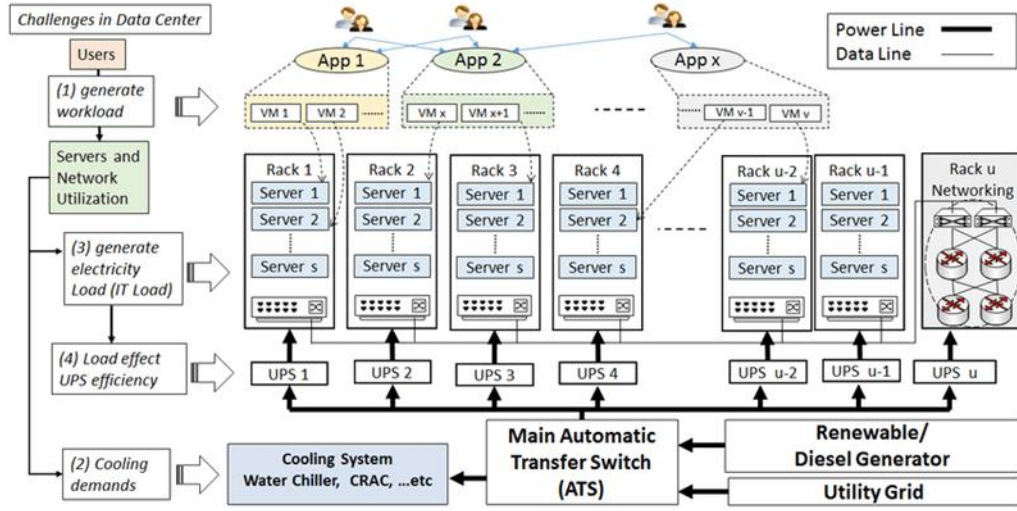 Challenges in Data Center
Users
(1) generate
workload
Servers and
Network
Utilization
(3) generate
electricity
Load (IT Load)
(4) Load effect
UPS efficiency
(2) Cooling
demands
App 1
App 2
App x
Power Line
Data Line
VM 1
VM 2
......
VM x
VM x+1
......
VM v-1
VM v
Rack 1
Server 1
Server 2
Server s
Rack 2
Server 1
Server 2
Server s
Rack 3
Server 1
Server 2
Server s
Rack 4
Server 1
Server 2
Server s
Rack u-2
Server 1
Server 2
Server s
Rack u-1
Server 1
Server 2
Server s
Rack u
Networking
UPS 1
UPS 2
UPS 3
UPS 4
UPS u-2
UPS u-1
UPS u
Cooling System
Water Chiller, CRAC, ...etc
Main Automatic
Transfer Switch
(ATS)
Renewable/
Diesel Generator
Utility Grid